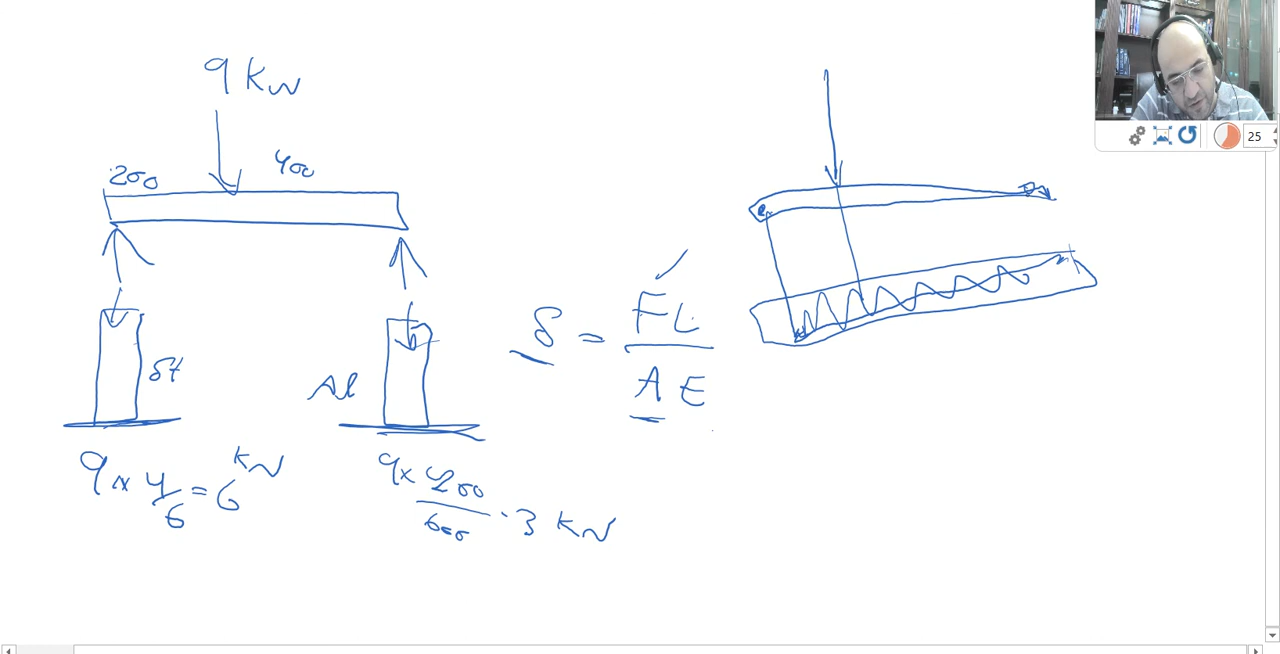 9 KN
200
400
St
Al
δ = FL / AE
9 × 4/6 = 6 KN
9 × 200/600 = 3 KN
25